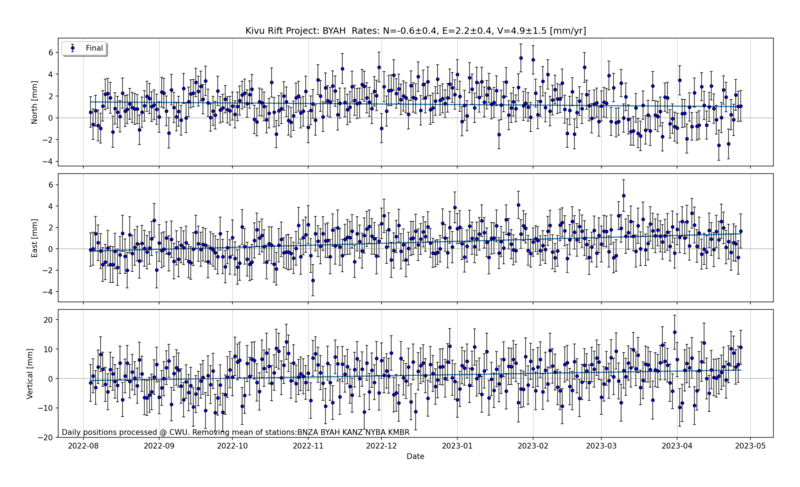 Kivu Rift Project: BYAH  Rates: N=-0.6±0.4, E=2.2±0.4, V=4.9±1.5 [mm/yr]
Final
North [mm]
6
4
2
0
−2
−4
East [mm]
6
4
2
0
−2
−4
Vertical [mm]
20
10
0
−10
−20
Daily positions processed @ CWU. Removing mean of stations:BNZA BYAH KANZ NYBA KMBR
2022-08 2022-09 2022-10 2022-11 2022-12 2023-01 2023-02 2023-03 2023-04 2023-05
Date